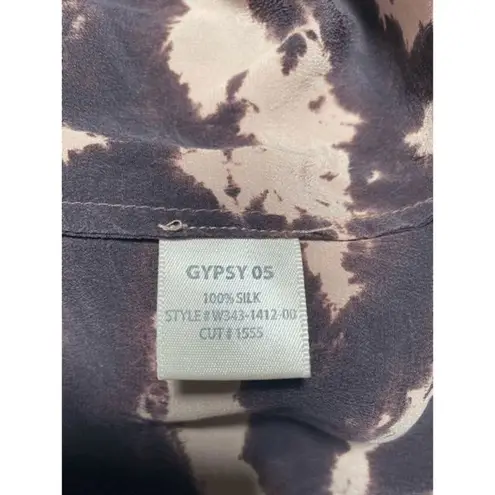 GYPSY 05
100% SILK
STYLE # W343-1412-00
CUT # 1555